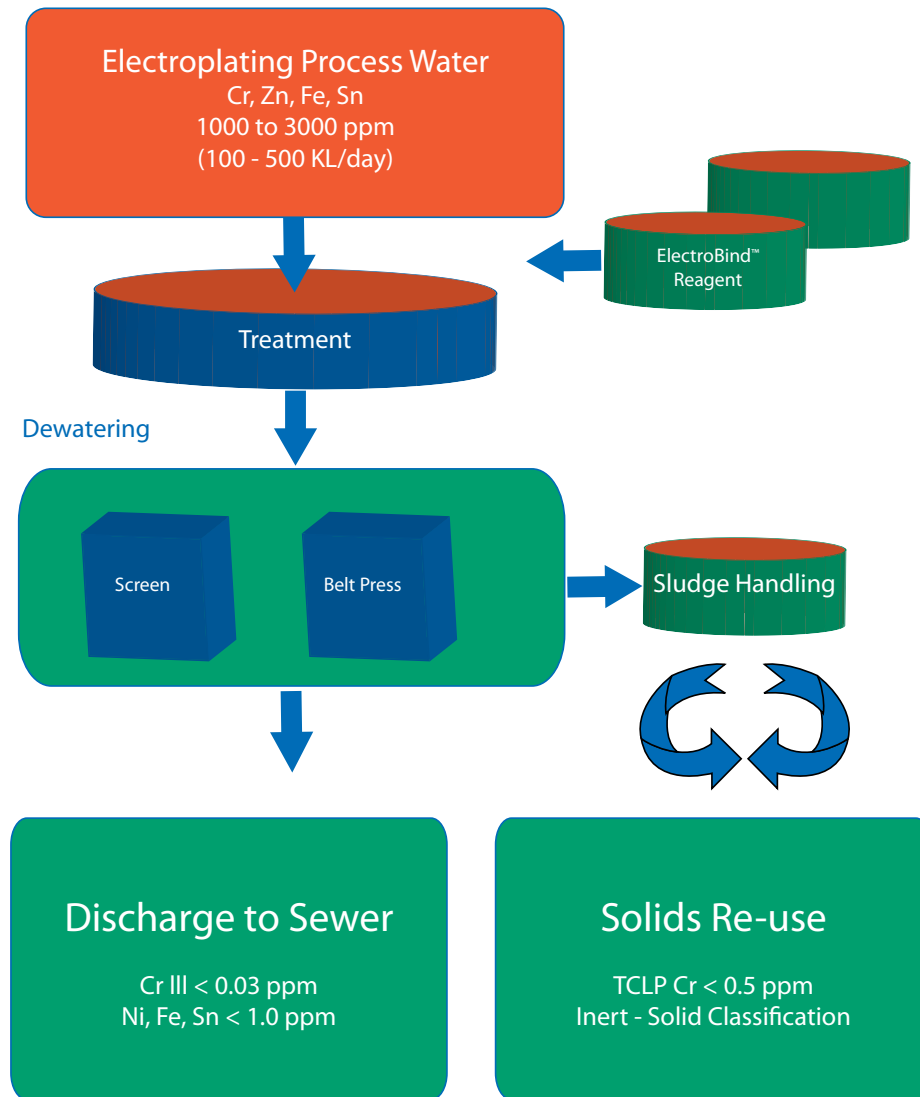 Electroplating Process Water
Cr, Zn, Fe, Sn
1000 to 3000 ppm
(100 - 500 KL/day)
ElectroBind™
Reagent
Treatment
Dewatering
Screen
Belt Press
Sludge Handling
Discharge to Sewer
Cr lll < 0.03 ppm
Ni, Fe, Sn < 1.0 ppm
Solids Re-use
TCLP Cr < 0.5 ppm
Inert - Solid Classification